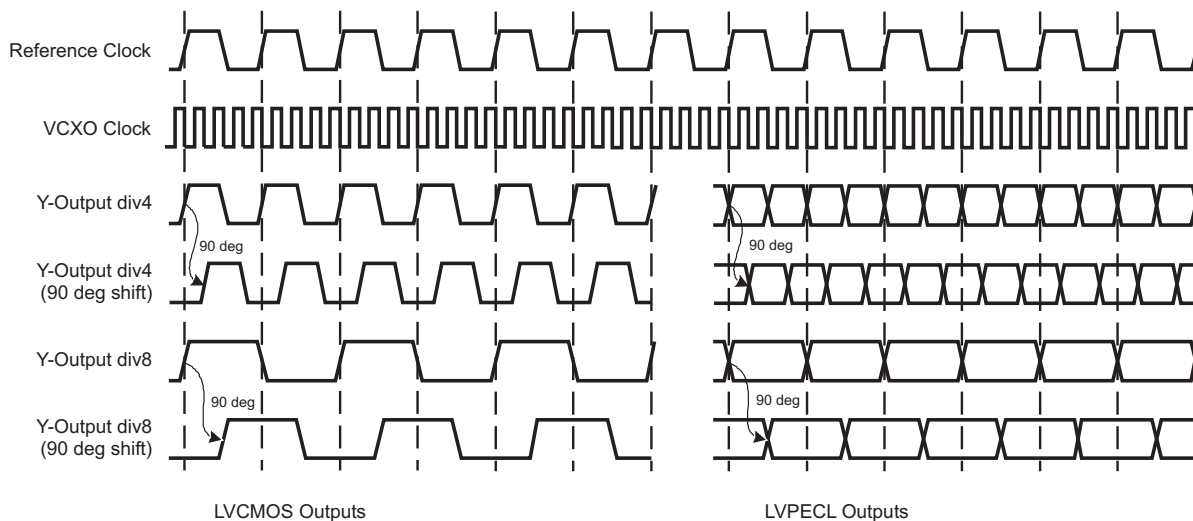 Reference Clock
VCXO Clock
Y-Output div4
90 deg
90 deg
Y-Output div4
(90 deg shift)
Y-Output div8
90 deg
90 deg
Y-Output div8
(90 deg shift)
LVCMOS Outputs
LVPECL Outputs